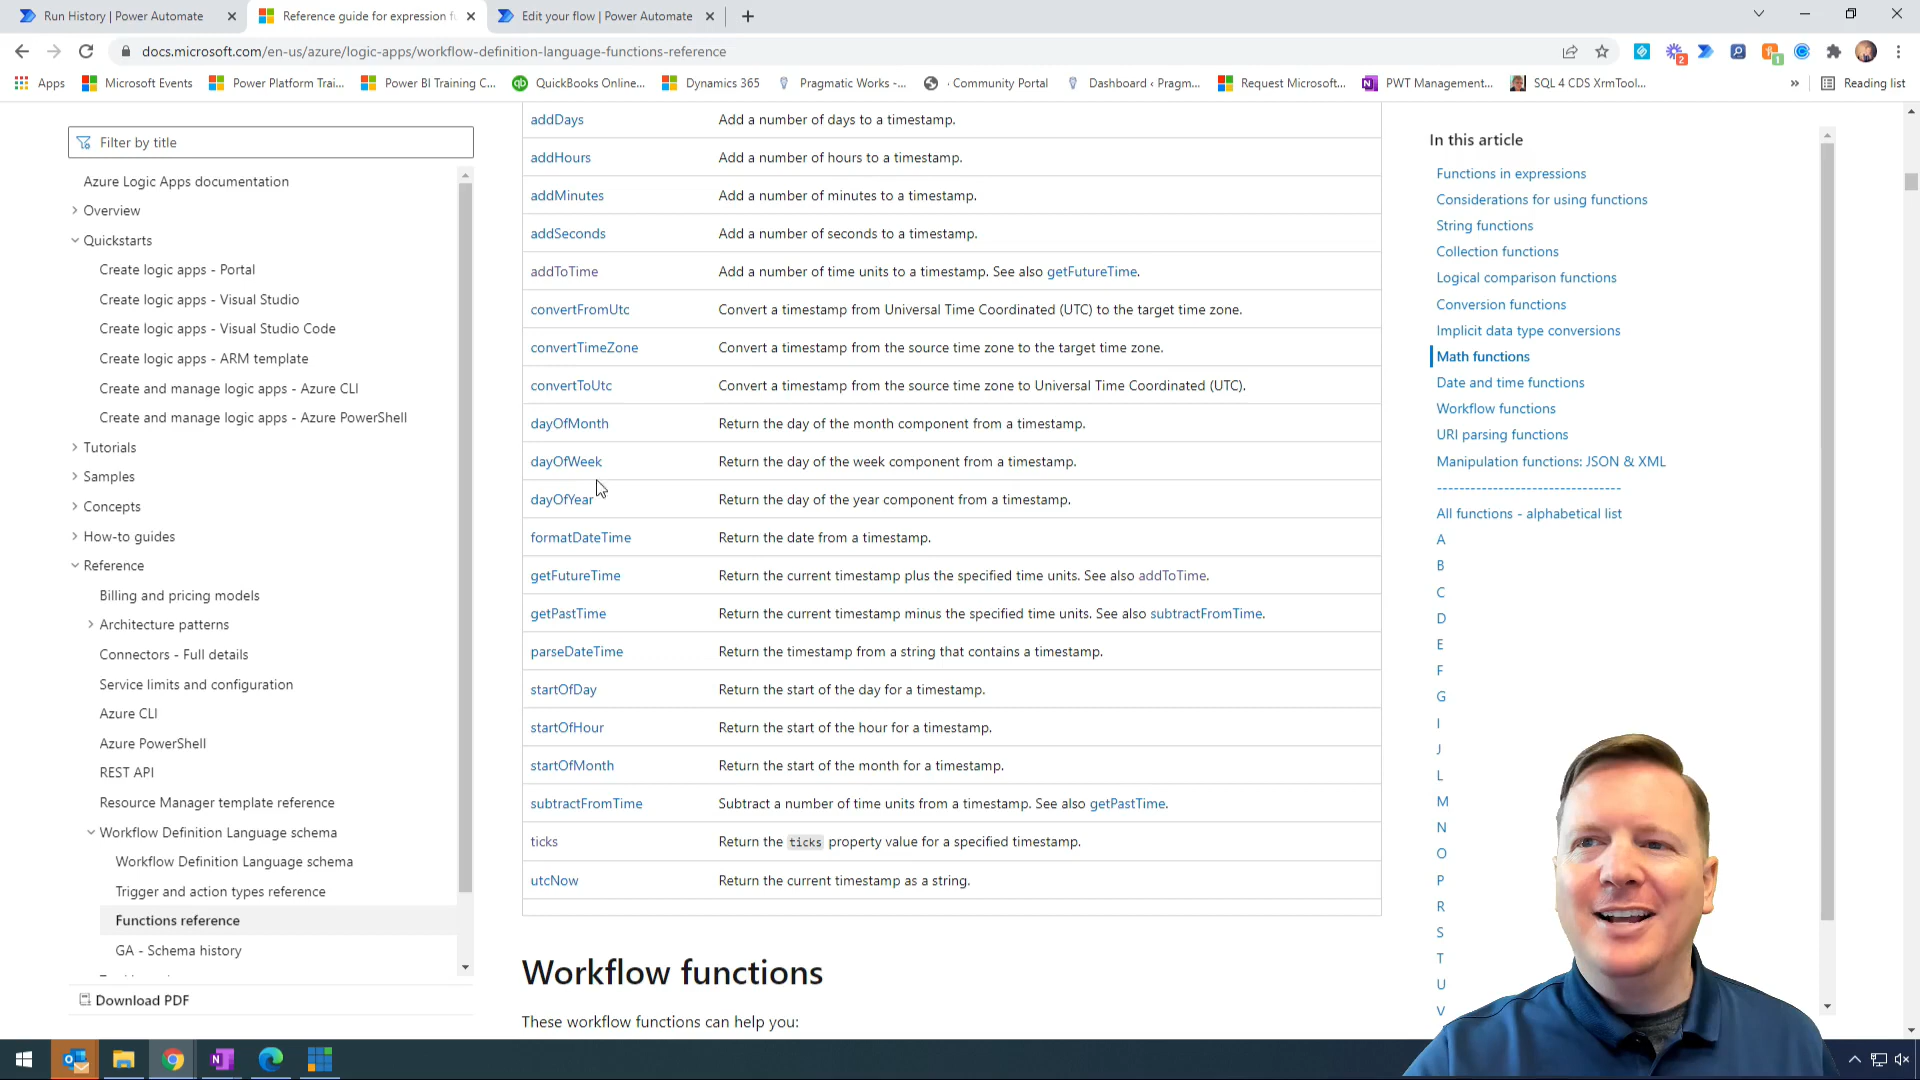 Run History | Power Automate
Reference guide for expression fu
Edit your flow | Power Automate
docs.microsoft.com/en-us/azure/logic-apps/workflow-definition-language-functions-reference
2
1
Apps
Microsoft Events
Power Platform Trai...
Power BI Training C...
QuickBooks Online...
Dynamics 365
Pragmatic Works -...
· Community Portal
Dashboard ‹ Pragm...
Request Microsoft...
PWT Management...
SQL 4 CDS XrmTool...
»
Reading list
Filter by title
Azure Logic Apps documentation
Overview
Quickstarts
Create logic apps - Portal
Create logic apps - Visual Studio
Create logic apps - Visual Studio Code
Create logic apps - ARM template
Create and manage logic apps - Azure CLI
Create and manage logic apps - Azure PowerShell
Tutorials
Samples
Concepts
How-to guides
Reference
Billing and pricing models
Architecture patterns
Connectors - Full details
Service limits and configuration
Azure CLI
Azure PowerShell
REST API
Resource Manager template reference
Workflow Definition Language schema
Workflow Definition Language schema
Trigger and action types reference
Functions reference
GA - Schema history
Download PDF
addDays Add a number of days to a timestamp.
addHours Add a number of hours to a timestamp.
addMinutes Add a number of minutes to a timestamp.
addSeconds Add a number of seconds to a timestamp.
addToTime Add a number of time units to a timestamp. See also getFutureTime.
convertFromUtc Convert a timestamp from Universal Time Coordinated (UTC) to the target time zone.
convertTimeZone Convert a timestamp from the source time zone to the target time zone.
convertToUtc Convert a timestamp from the source time zone to Universal Time Coordinated (UTC).
dayOfMonth Return the day of the month component from a timestamp.
dayOfWeek Return the day of the week component from a timestamp.
dayOfYear Return the day of the year component from a timestamp.
formatDateTime Return the date from a timestamp.
getFutureTime Return the current timestamp plus the specified time units. See also addToTime.
getPastTime Return the current timestamp minus the specified time units. See also subtractFromTime.
parseDateTime Return the timestamp from a string that contains a timestamp.
startOfDay Return the start of the day for a timestamp.
startOfHour Return the start of the hour for a timestamp.
startOfMonth Return the start of the month for a timestamp.
subtractFromTime Subtract a number of time units from a timestamp. See also getPastTime.
ticks Return the ticks property value for a specified timestamp.
utcNow Return the current timestamp as a string.
Workflow functions
These workflow functions can help you:
In this article
Functions in expressions
Considerations for using functions
String functions
Collection functions
Logical comparison functions
Conversion functions
Implicit data type conversions
Math functions
Date and time functions
Workflow functions
URI parsing functions
Manipulation functions: JSON & XML
--------------------------------
All functions - alphabetical list
A
B
C
D
E
F
G
I
J
L
M
N
O
P
R
S
T
U
V